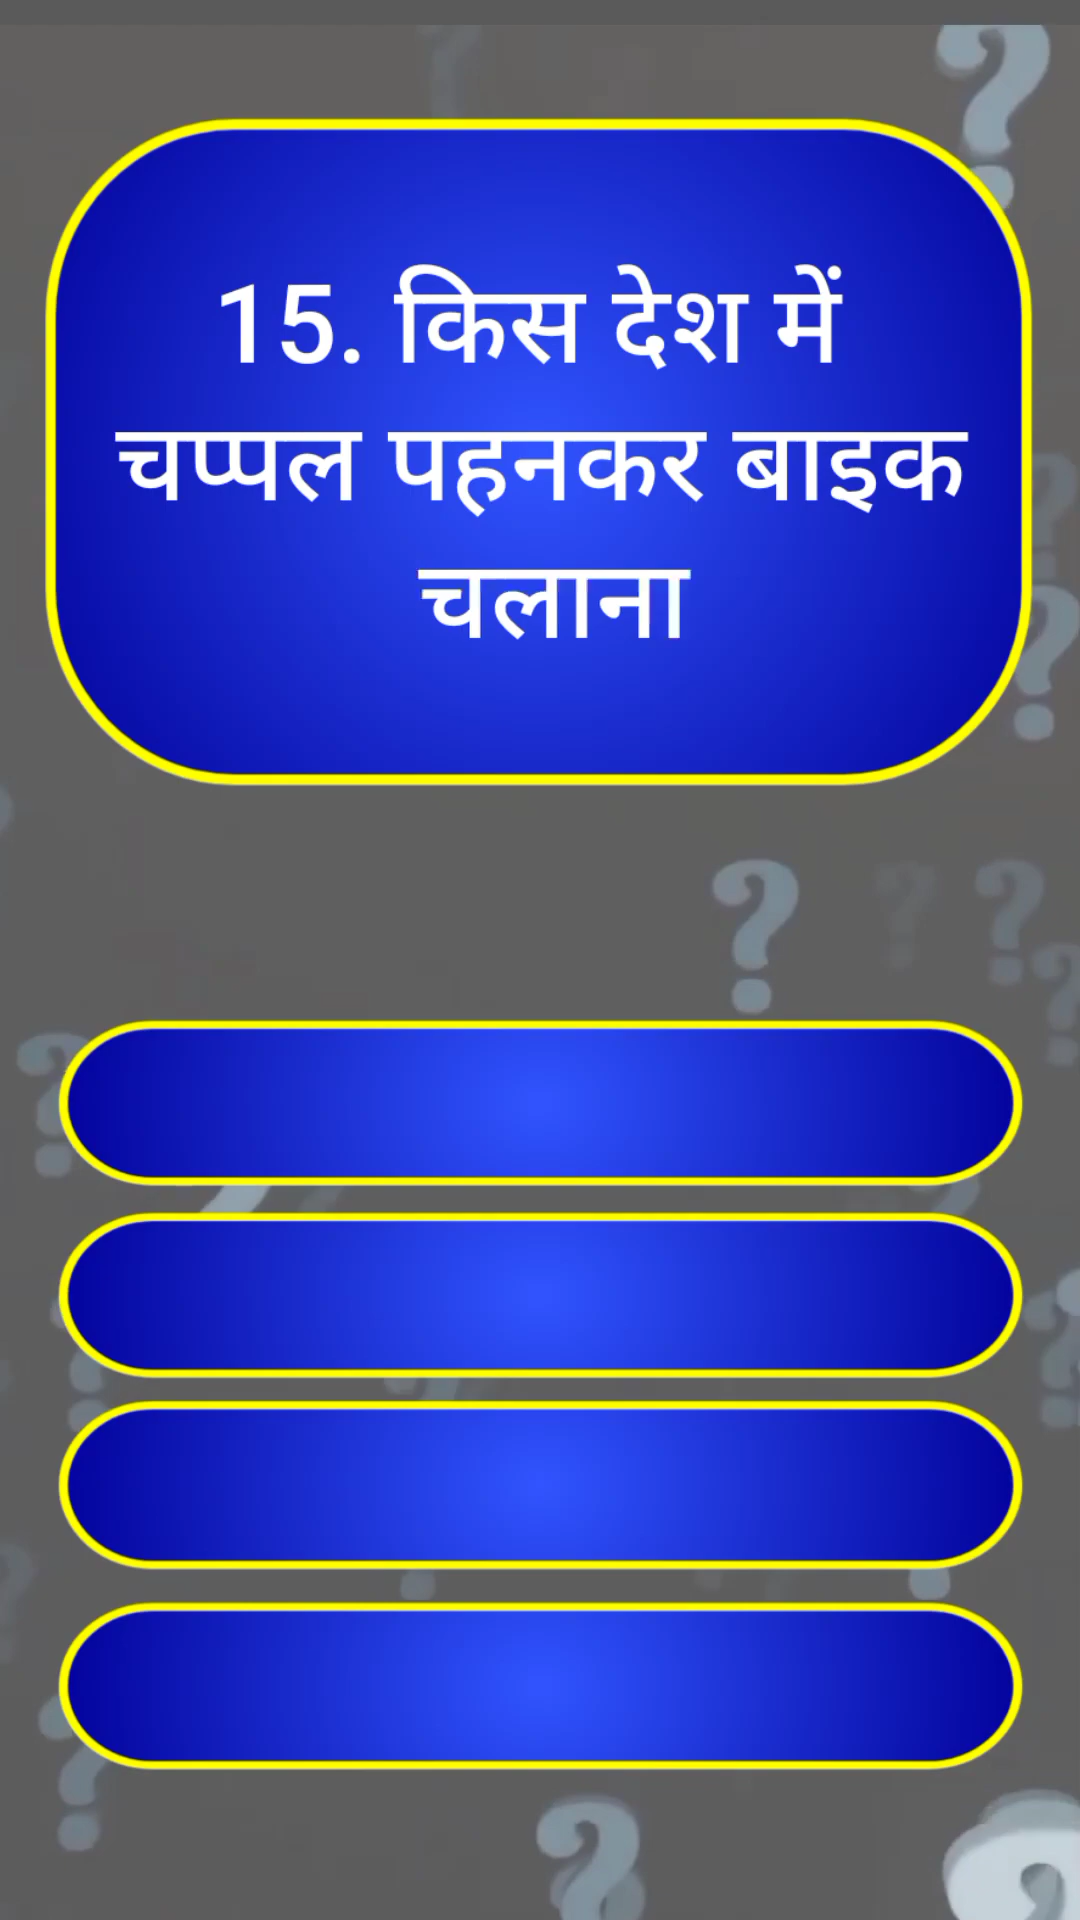 15. किस देश में
चप्पल पहनकर बाइक
चलाना